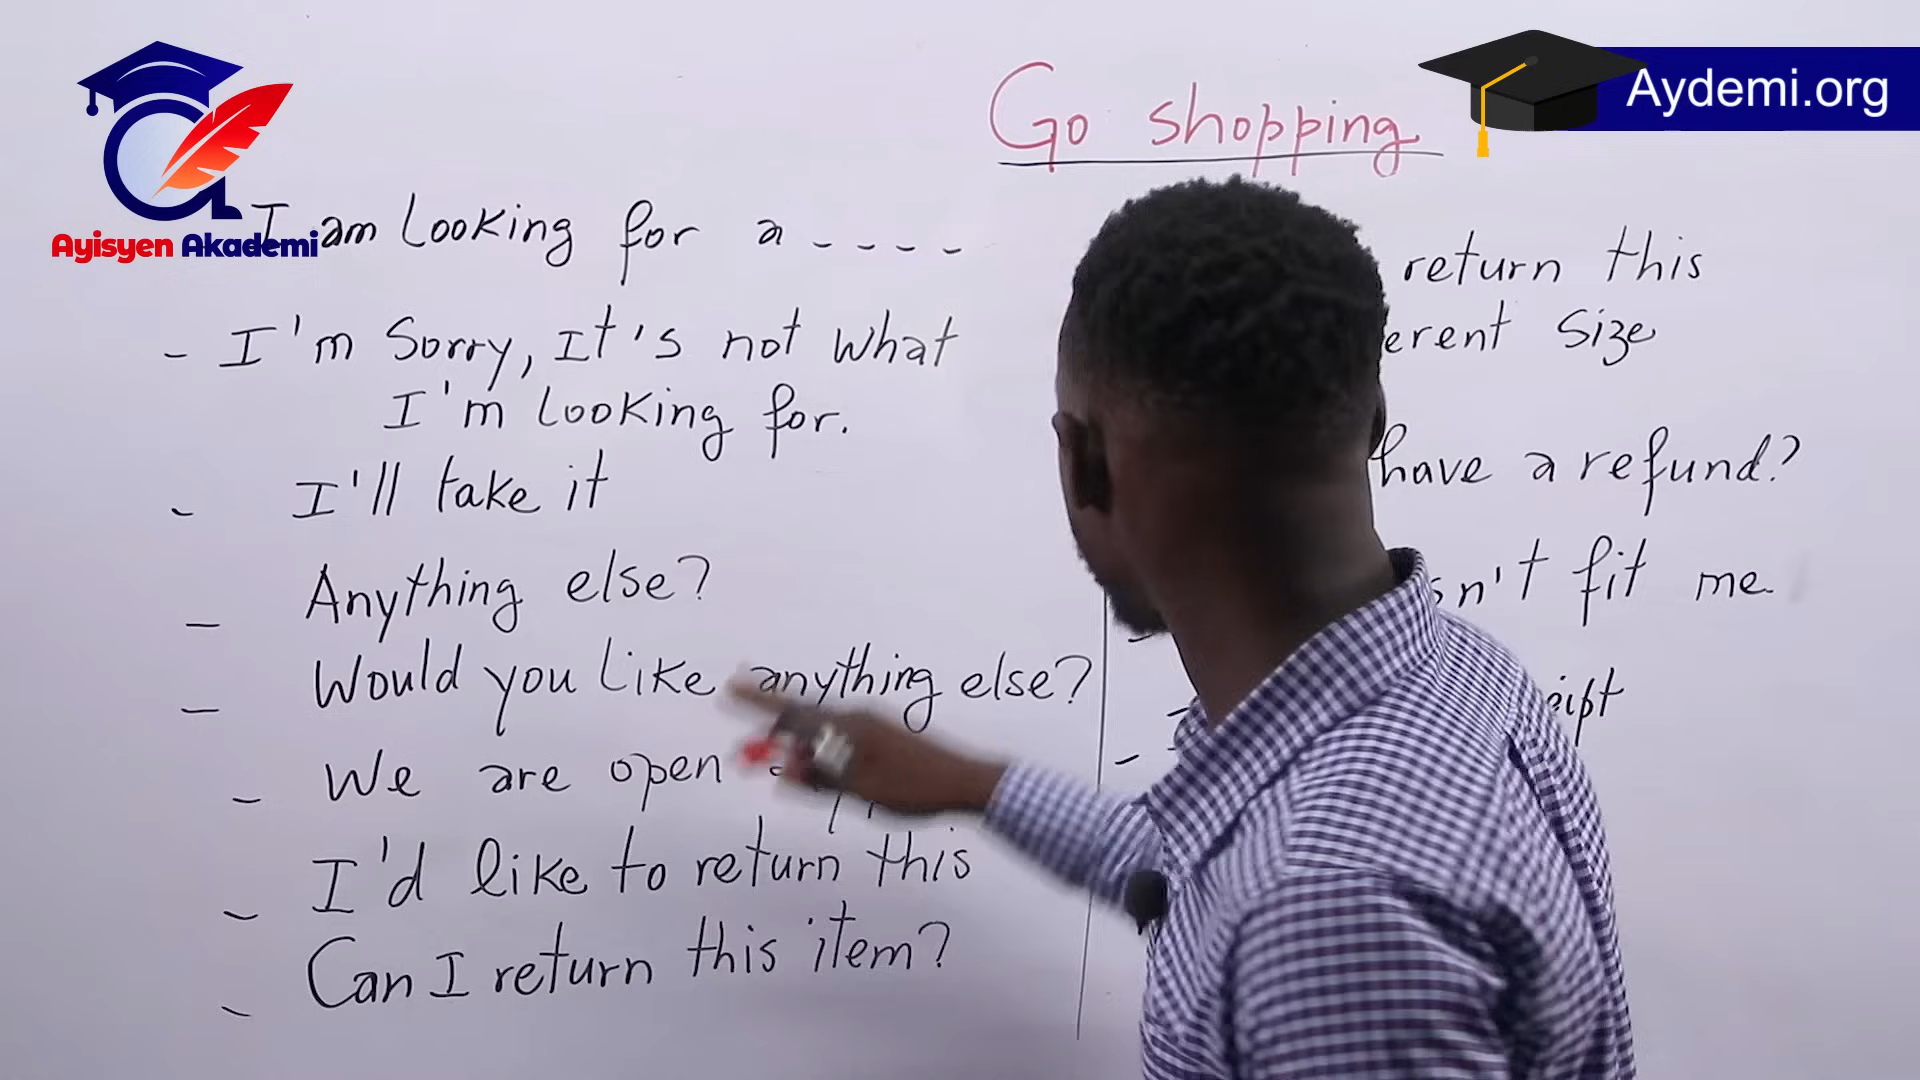 Aydemi.org
Ayisyen Akademi
Go shopping
I am Looking for a ----
- I'm Sorry, It's not what
I'm Looking for.
- I'll take it
- Anything else?
- Would you Like anything else?
- We are open
- I'd like to return this
- Can I return this item?
return this
Size
have a refund?
fit me.